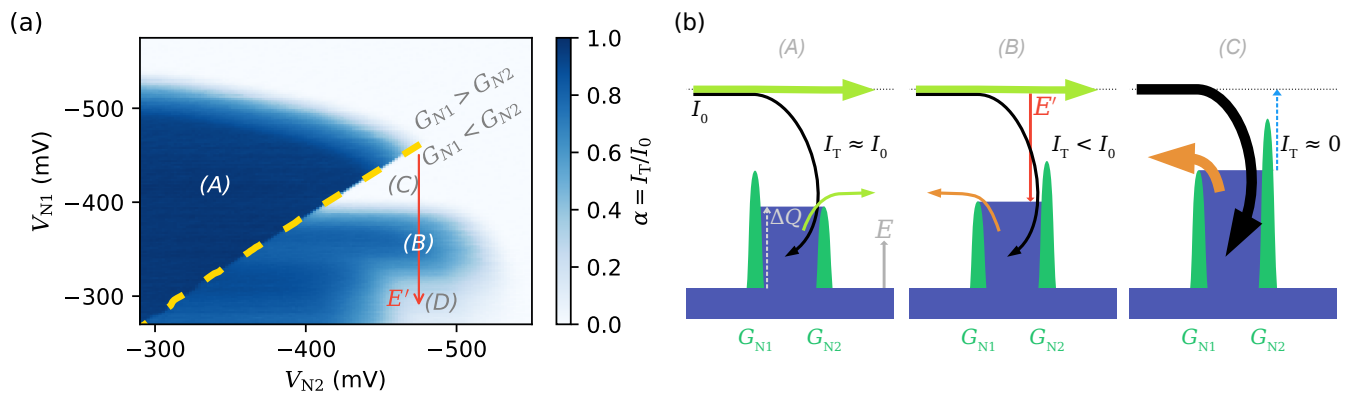 (a)
V_N1 (mV)
−500
−400
−300
(A)
(B)
(C)
(D)
E′
G_N1 > G_N2
G_N1 < G_N2
−300
−400
−500
V_N2 (mV)
1.0
0.8
0.6
0.4
0.2
0.0
α = I_T/I_0
(b)
(A)
I_0
I_T ≈ I_0
ΔQ
E
G_N1
G_N2
(B)
E′
I_T < I_0
G_N1
G_N2
(C)
I_T ≈ 0
G_N1
G_N2